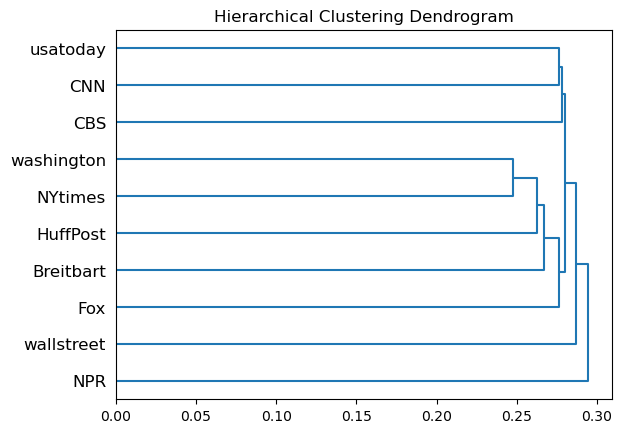 Hierarchical Clustering Dendrogram
usatoday
CNN
CBS
washington
NYtimes
HuffPost
Breitbart
Fox
wallstreet
NPR
0.00 0.05 0.10 0.15 0.20 0.25 0.30